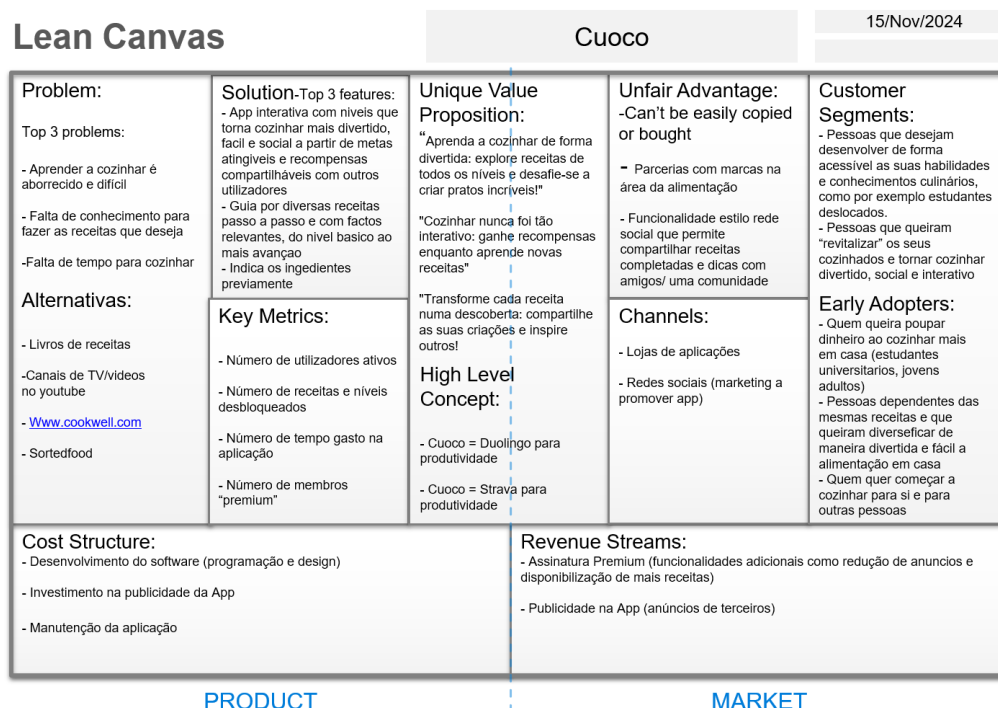 Lean Canvas
Cuoco
15/Nov/2024
Problem:
Top 3 problems:
- Aprender a cozinhar é
aborrecido e difícil
- Falta de conhecimento para
fazer as receitas que deseja
-Falta de tempo para cozinhar
Alternativas:
- Livros de receitas
-Canais de TV/videos
no youtube
- Www.cookwell.com
- Sortedfood
Solution-Top 3 features:
- App interativa com niveis que
torna cozinhar mais divertido,
facil e social a partir de metas
atingiveis e recompensas
compartilháveis com outros
utilizadores
- Guia por diversas receitas
passo a passo e com factos
relevantes, do nivel basico ao
mais avançao
- Indica os ingedientes
previamente
Key Metrics:
- Número de utilizadores ativos
- Número de receitas e níveis
desbloqueados
- Número de tempo gasto na
aplicação
- Número de membros
“premium”
Unique Value
Proposition:
“Aprenda a cozinhar de forma
divertida: explore receitas de
todos os níveis e desafie-se a
criar pratos incríveis!"
"Cozinhar nunca foi tão
interativo: ganhe recompensas
enquanto aprende novas
receitas"
"Transforme cada receita
numa descoberta: compartilhe
as suas criações e inspire
outros!
High Level
Concept:
- Cuoco = Duolingo para
produtividade
- Cuoco = Strava para
produtividade
Unfair Advantage:
-Can’t be easily copied
or bought
- Parcerias com marcas na
área da alimentação
- Funcionalidade estilo rede
social que permite
compartilhar receitas
completadas e dicas com
amigos/ uma comunidade
Channels:
- Lojas de aplicações
- Redes sociais (marketing a
promover app)
Customer
Segments:
- Pessoas que desejam
desenvolver de forma
acessível as suas habilidades
e conhecimentos culinários,
como por exemplo estudantes
deslocados.
- Pessoas que queiram
“revitalizar” os seus
cozinhados e tornar cozinhar
divertido, social e interativo
Early Adopters:
- Quem queira poupar
dinheiro ao cozinhar mais
em casa (estudantes
universitarios, jovens
adultos)
- Pessoas dependentes das
mesmas receitas e que
queiram diverseficar de
maneira divertida e fácil a
alimentação em casa
- Quem quer começar a
cozinhar para si e para
outras pessoas
Cost Structure:
- Desenvolvimento do software (programação e design)
- Investimento na publicidade da App
- Manutenção da aplicação
Revenue Streams:
- Assinatura Premium (funcionalidades adicionais como redução de anuncios e
disponibilização de mais receitas)
- Publicidade na App (anúncios de terceiros)
PRODUCT
MARKET